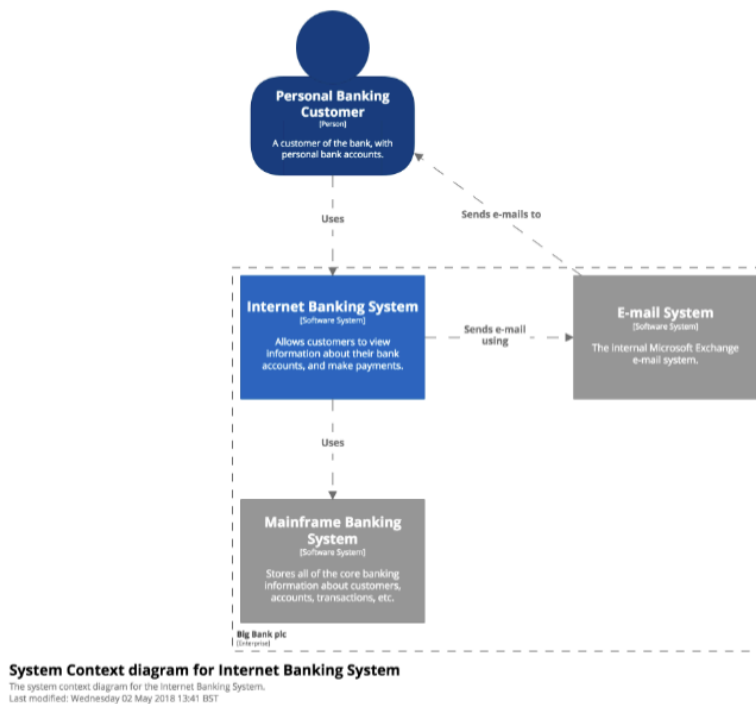 Personal Banking
Customer
[Person]
A customer of the bank, with
personal bank accounts.
Sends e-mails to
Uses
Internet Banking System
[Software System]
Allows customers to view
information about their bank
accounts, and make payments.
Sends e-mail
using
E-mail System
[Software System]
The internal Microsoft Exchange
e-mail system.
Uses
Mainframe Banking
System
[Software System]
Stores all of the core banking
information about customers,
accounts, transactions, etc.
Big Bank plc
[Enterprise]
System Context diagram for Internet Banking System
The system context diagram for the Internet Banking System.
Last modified: Wednesday 02 May 2018 13:41 BST